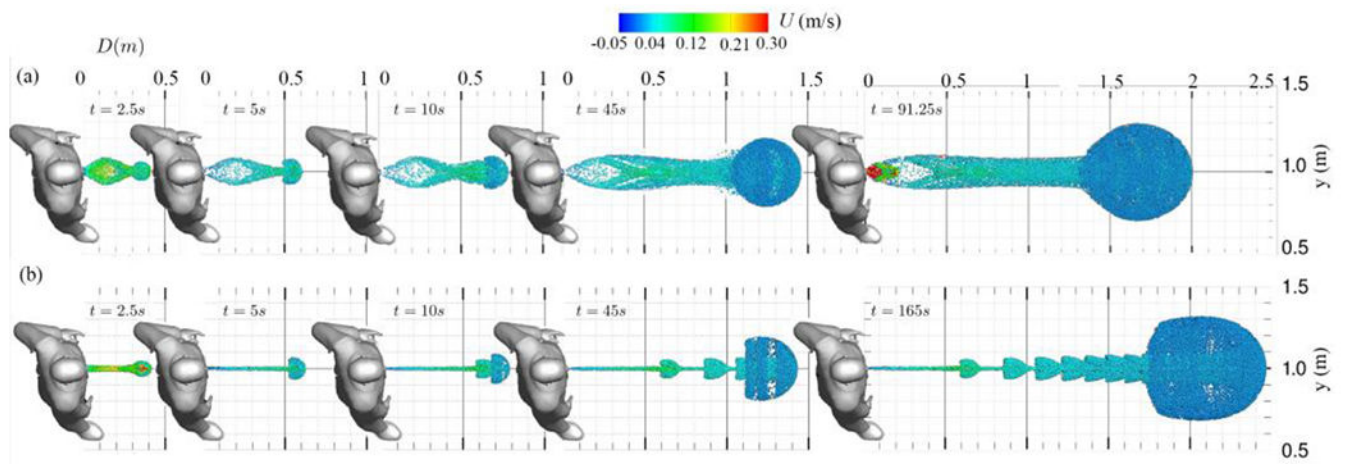 U (m/s)
-0.05 0.04 0.12 0.21 0.30
D(m)
(a) 0 0.5 0 0.5 1 0 0.5 1 0 0.5 1 1.5 0 0.5 1 1.5 2 2.5 1.5
t = 2.5s t = 5s t = 10s t = 45s t = 91.25s
1.0
y (m)
0.5
(b)
1.5
t = 2.5s t = 5s t = 10s t = 45s t = 165s
1.0
y (m)
0.5